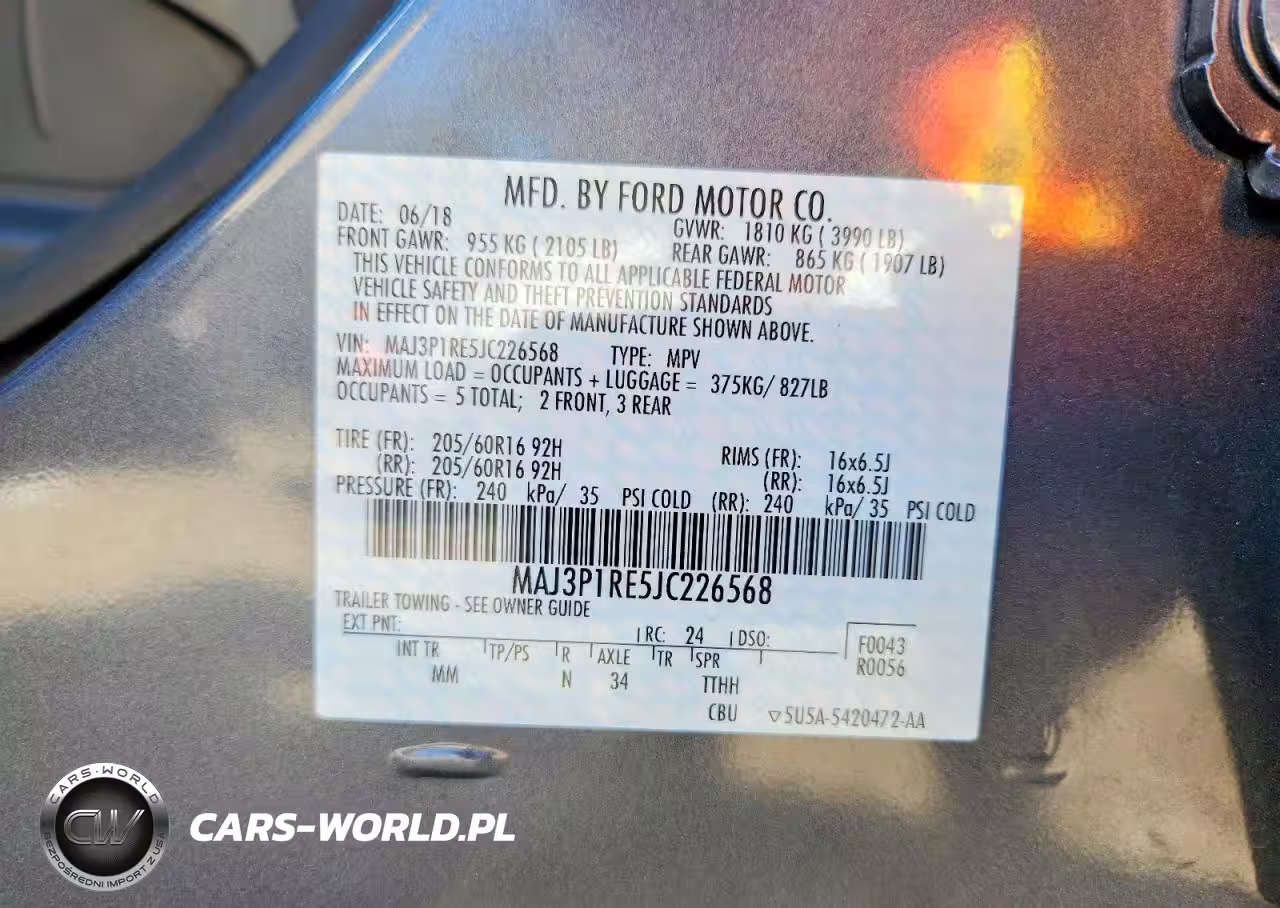 MFD. BY FORD MOTOR CO.
DATE: 06/18 GVWR: 1810 KG ( 3990 LB)
FRONT GAWR: 955 KG ( 2105 LB) REAR GAWR: 865 KG ( 1907 LB)
THIS VEHICLE CONFORMS TO ALL APPLICABLE FEDERAL MOTOR
VEHICLE SAFETY AND THEFT PREVENTION STANDARDS
IN EFFECT ON THE DATE OF MANUFACTURE SHOWN ABOVE.
VIN: MAJ3P1RE5JC226568 TYPE: MPV
MAXIMUM LOAD = OCCUPANTS + LUGGAGE = 375KG/ 827LB
OCCUPANTS = 5 TOTAL; 2 FRONT, 3 REAR
TIRE (FR): 205/60R16 92H RIMS (FR): 16x6.5J
(RR): 205/60R16 92H (RR): 16x6.5J
PRESSURE (FR): 240 kPa/ 35 PSI COLD (RR): 240 kPa/ 35 PSI COLD
MAJ3P1RE5JC226568
TRAILER TOWING - SEE OWNER GUIDE
EXT PNT: RC: 24 DSO: F0043
INT TR TP/PS R AXLE TR SPR R0056
MM N 34 TTHH
CBU ▽5U5A-5420472-AA
CARS-WORLD
CW
BEZPOŚREDNI IMPORT Z USA
CARS-WORLD.PL